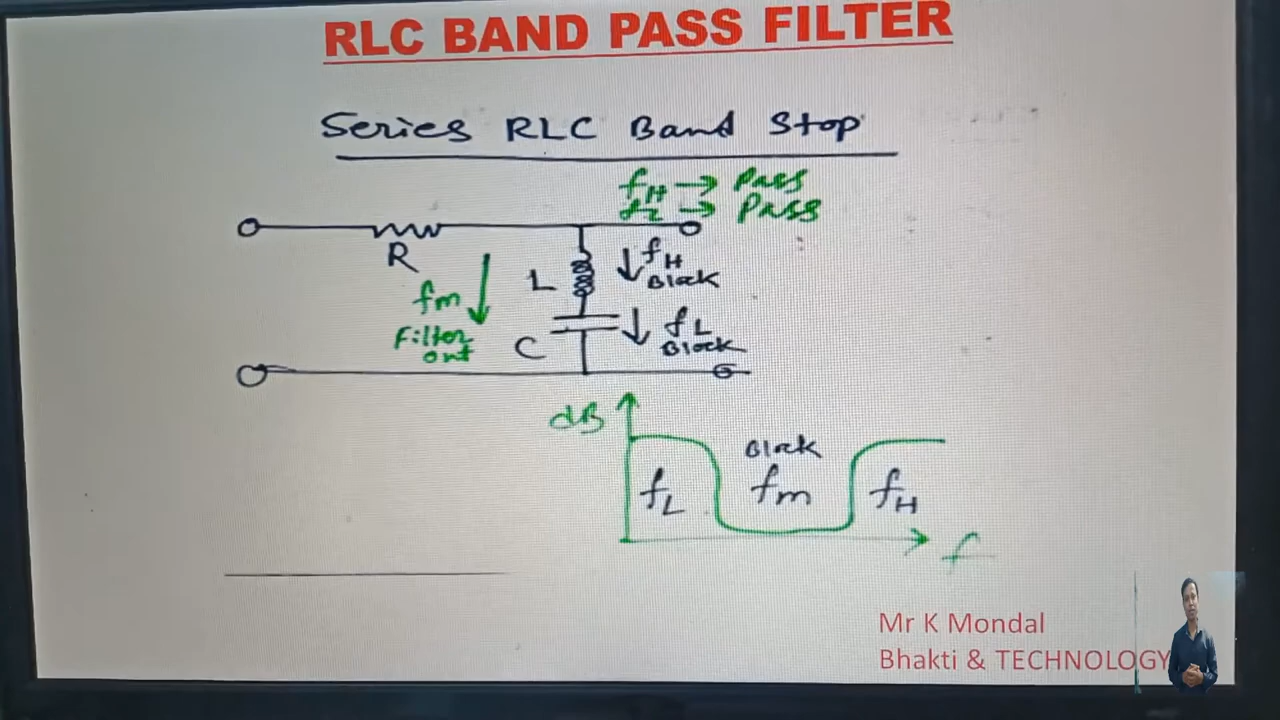 RLC BAND PASS FILTER
Series RLC Band Stop
fH → Pass
fL → Pass
R
fH
Block
L
fm
Filter
out
fL
Block
C
dB
Block
fL
fm
fH
f
Mr K Mondal
Bhakti & TECHNOLOGY